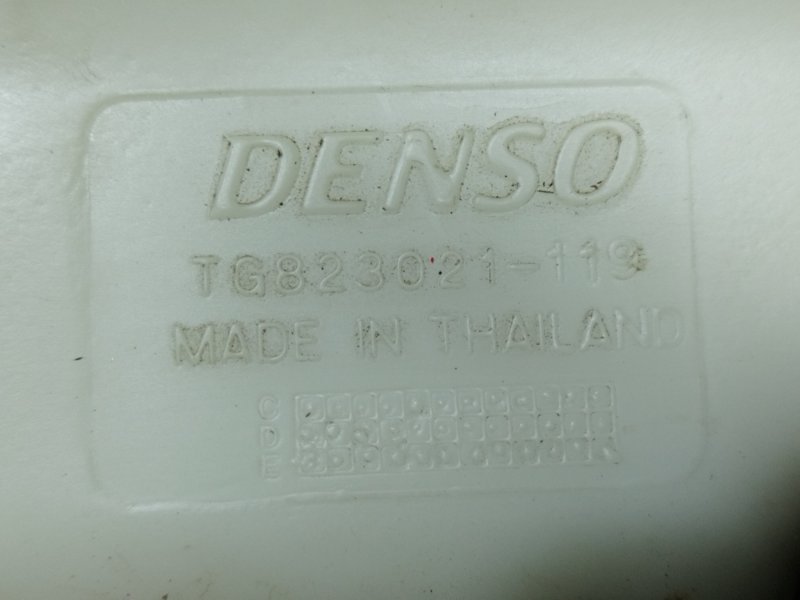 DENSO
TG823021-119
MADE IN THAILAND
C
D
E